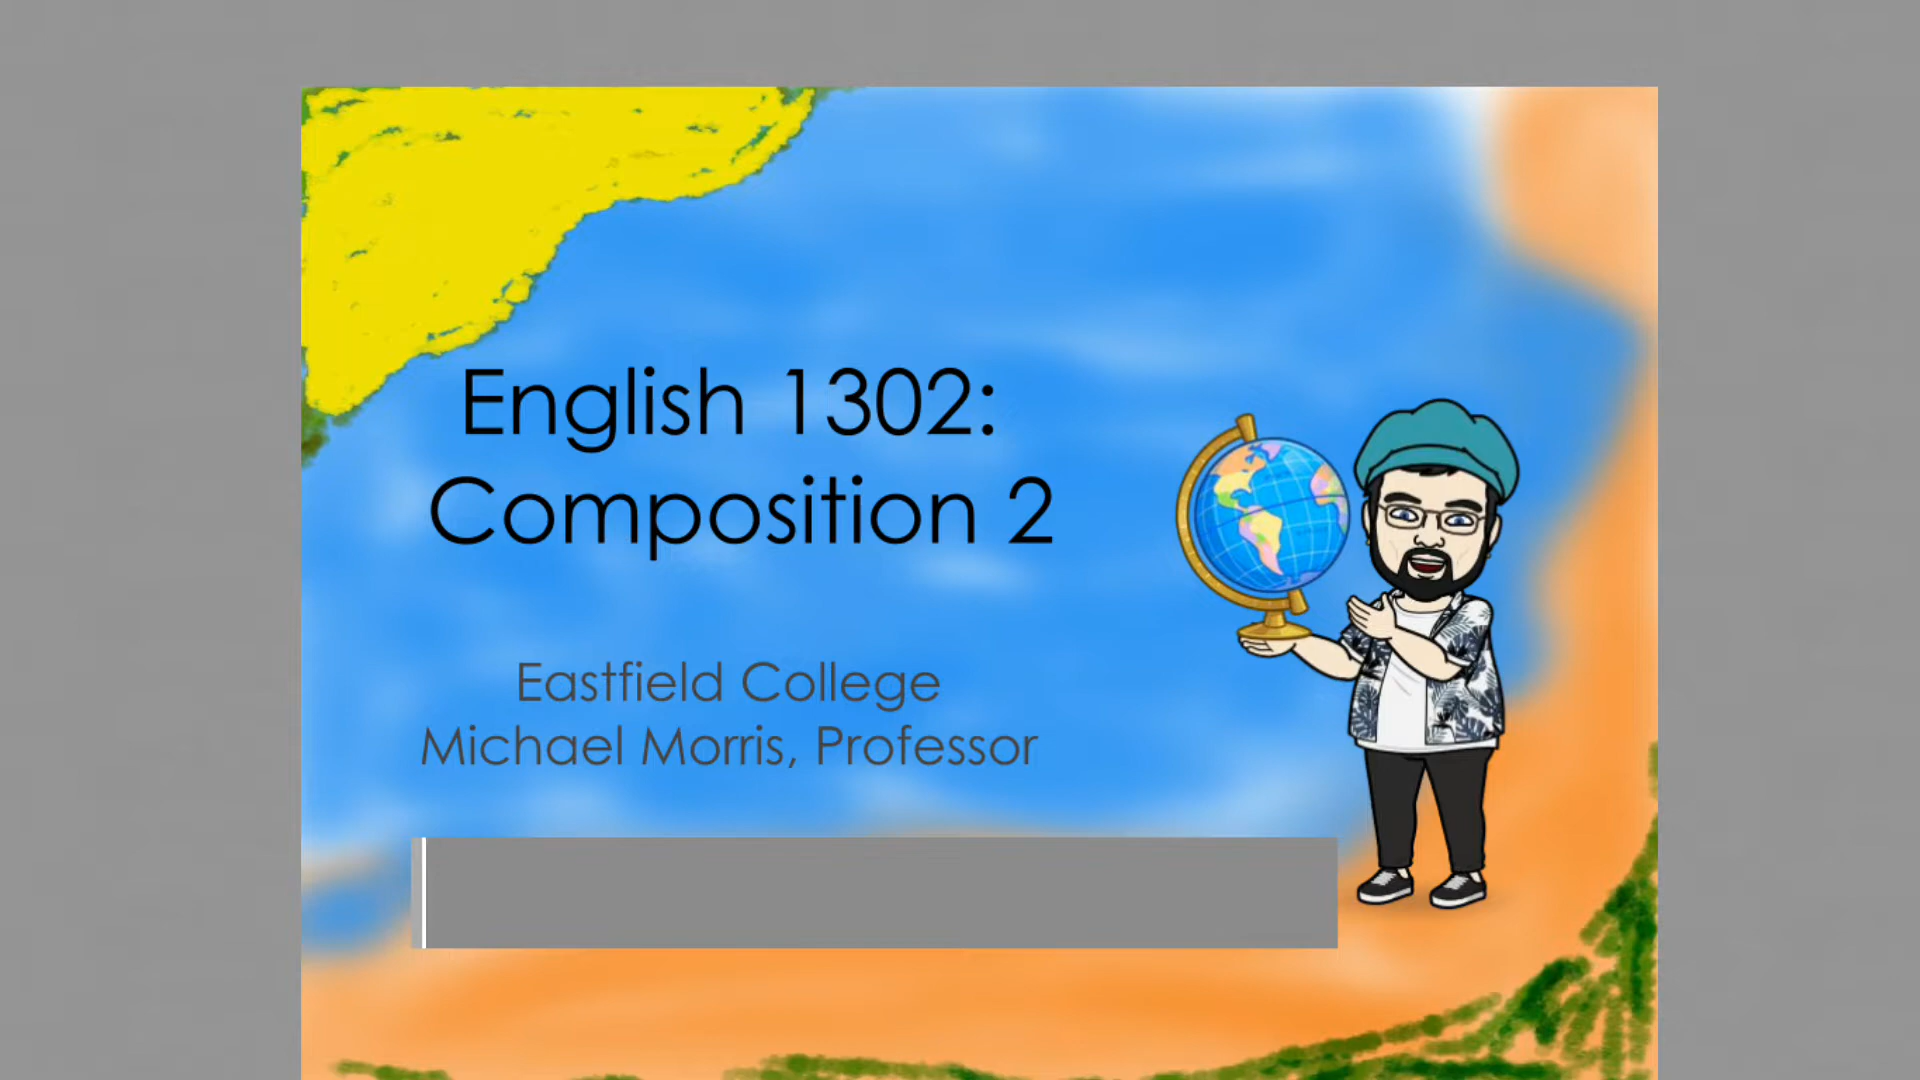 English 1302:
Composition 2
Eastfield College
Michael Morris, Professor